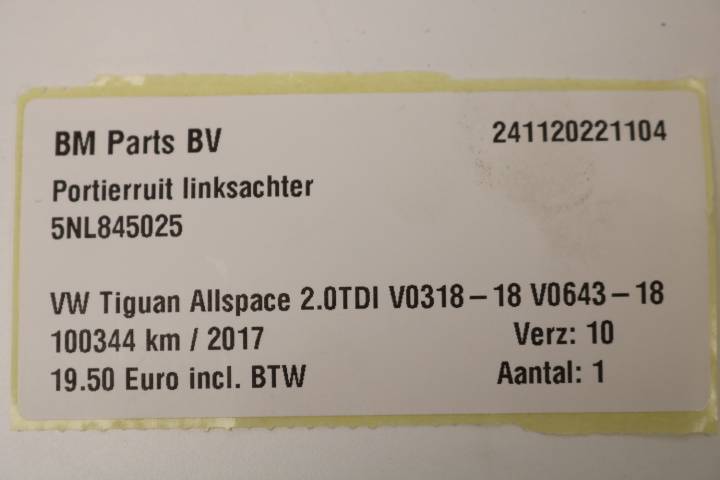 BM Parts BV 241120221104
Portierruit linksachter
5NL845025
VW Tiguan Allspace 2.0TDI V0318-18 V0643-18
100344 km / 2017 Verz: 10
19.50 Euro incl. BTW Aantal: 1